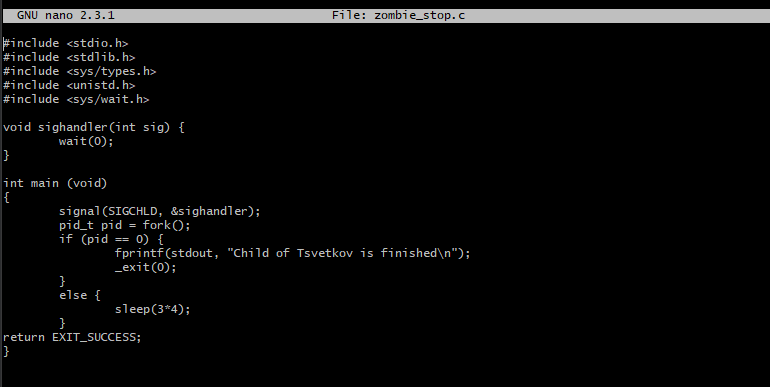 GNU nano 2.3.1 File: zombie_stop.c
#include <stdio.h>
#include <stdlib.h>
#include <sys/types.h>
#include <unistd.h>
#include <sys/wait.h>
void sighandler(int sig) {
wait(0);
}
int main (void)
{
signal(SIGCHLD, &sighandler);
pid_t pid = fork();
if (pid == 0) {
fprintf(stdout, "Child of Tsvetkov is finished\n");
_exit(0);
}
else {
sleep(3*4);
}
return EXIT_SUCCESS;
}